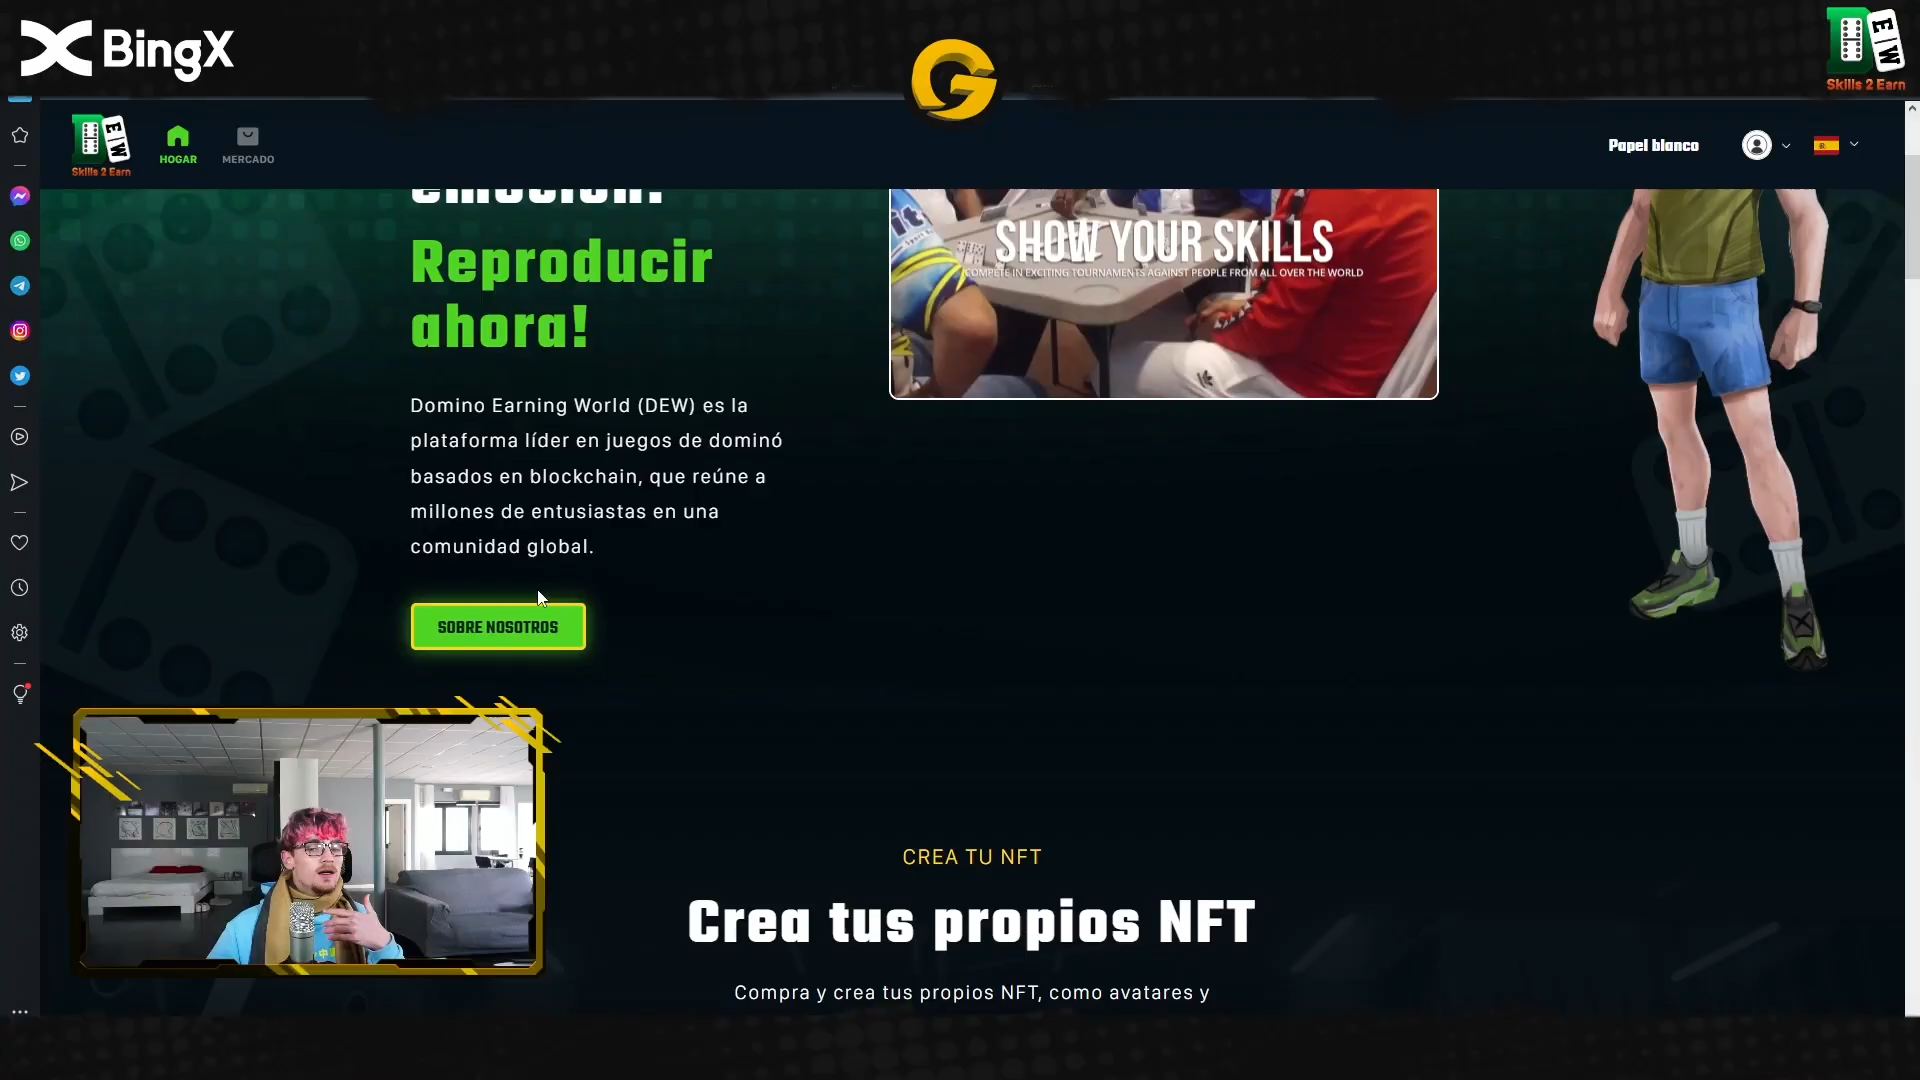 BingX
E W
Skills 2 Earn
E W
Skills 2 Earn
HOGAR
MERCADO
Papel blanco
emoción!
Reproducir
ahora!
SHOW YOUR SKILLS
COMPETE IN EXCITING TOURNAMENTS AGAINST PEOPLE FROM ALL OVER THE WORLD
Domino Earning World (DEW) es la
plataforma líder en juegos de dominó
basados en blockchain, que reúne a
millones de entusiastas en una
comunidad global.
SOBRE NOSOTROS
CREA TU NFT
Crea tus propios NFT
Compra y crea tus propios NFT, como avatares y